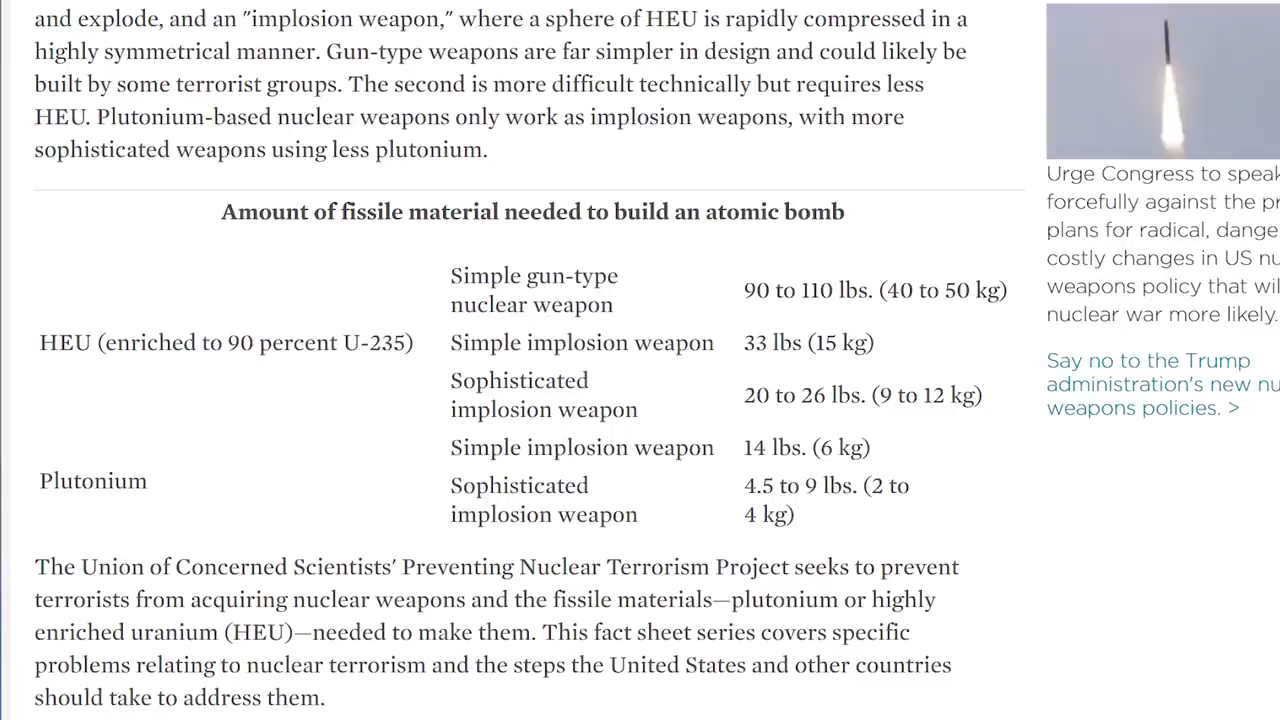 and explode, and an "implosion weapon," where a sphere of HEU is rapidly compressed in a
highly symmetrical manner. Gun-type weapons are far simpler in design and could likely be
built by some terrorist groups. The second is more difficult technically but requires less
HEU. Plutonium-based nuclear weapons only work as implosion weapons, with more
sophisticated weapons using less plutonium.
Amount of fissile material needed to build an atomic bomb
HEU (enriched to 90 percent U-235)
Simple gun-type
nuclear weapon
90 to 110 lbs. (40 to 50 kg)
Simple implosion weapon
33 lbs (15 kg)
Sophisticated
implosion weapon
20 to 26 lbs. (9 to 12 kg)
Plutonium
Simple implosion weapon
14 lbs. (6 kg)
Sophisticated
implosion weapon
4.5 to 9 lbs. (2 to
4 kg)
The Union of Concerned Scientists' Preventing Nuclear Terrorism Project seeks to prevent
terrorists from acquiring nuclear weapons and the fissile materials—plutonium or highly
enriched uranium (HEU)—needed to make them. This fact sheet series covers specific
problems relating to nuclear terrorism and the steps the United States and other countries
should take to address them.
Urge Congress to speak
forcefully against the pr
plans for radical, dange
costly changes in US nu
weapons policy that wil
nuclear war more likely.
Say no to the Trump
administration's new nu
weapons policies. >